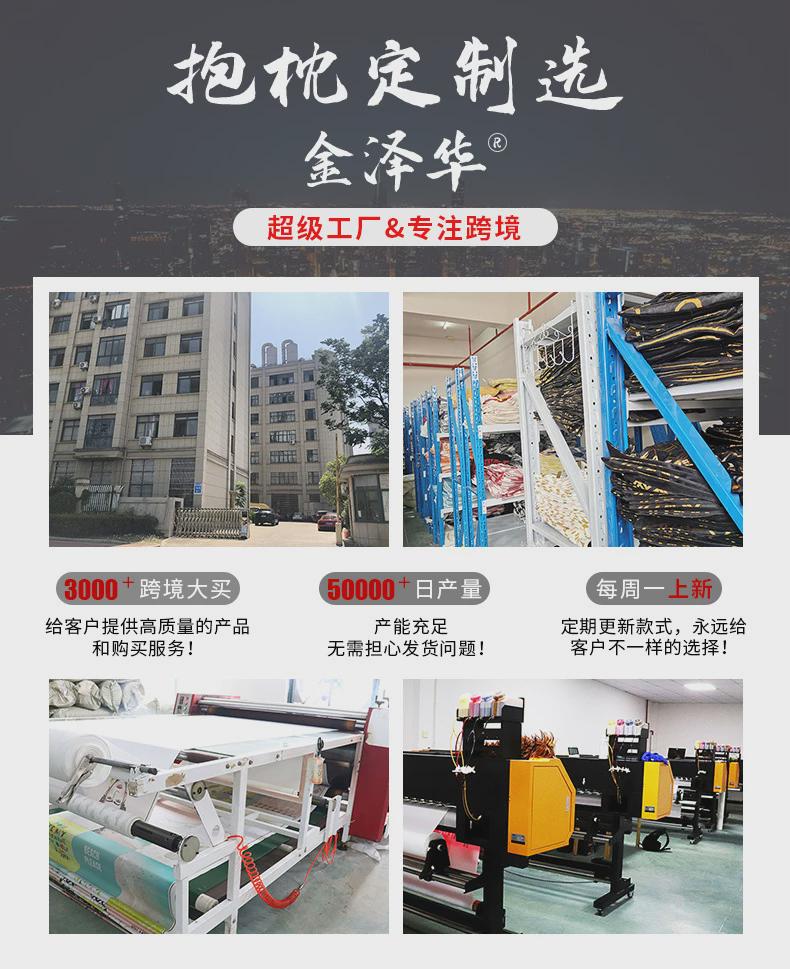 抱枕定制选
金泽华®
超级工厂&专注跨境
3000+跨境大买
给客户提供高质量的产品
和购买服务！
50000+日产量
产能充足
无需担心发货问题！
每周一上新
定期更新款式，永远给
客户不一样的选择！
BEACH
PLEASE